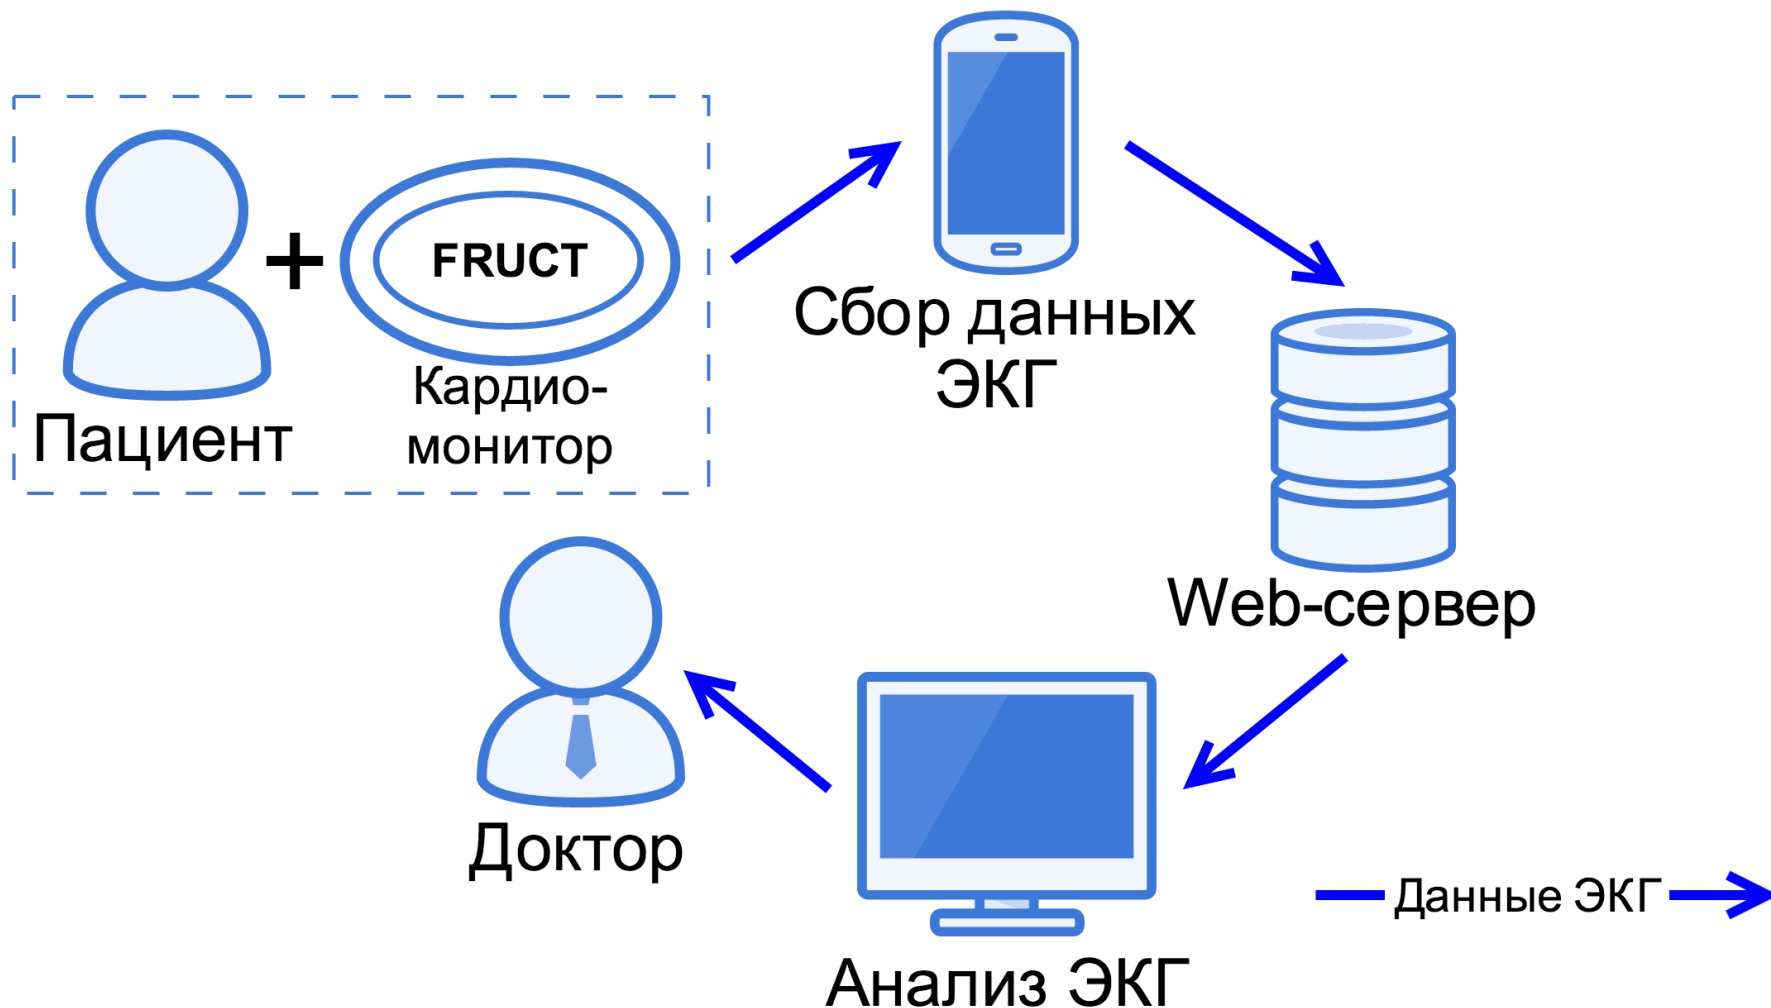 Пациент
FRUCT
Кардио-
монитор
Сбор данных
ЭКГ
Web-сервер
Анализ ЭКГ
Доктор
Данные ЭКГ